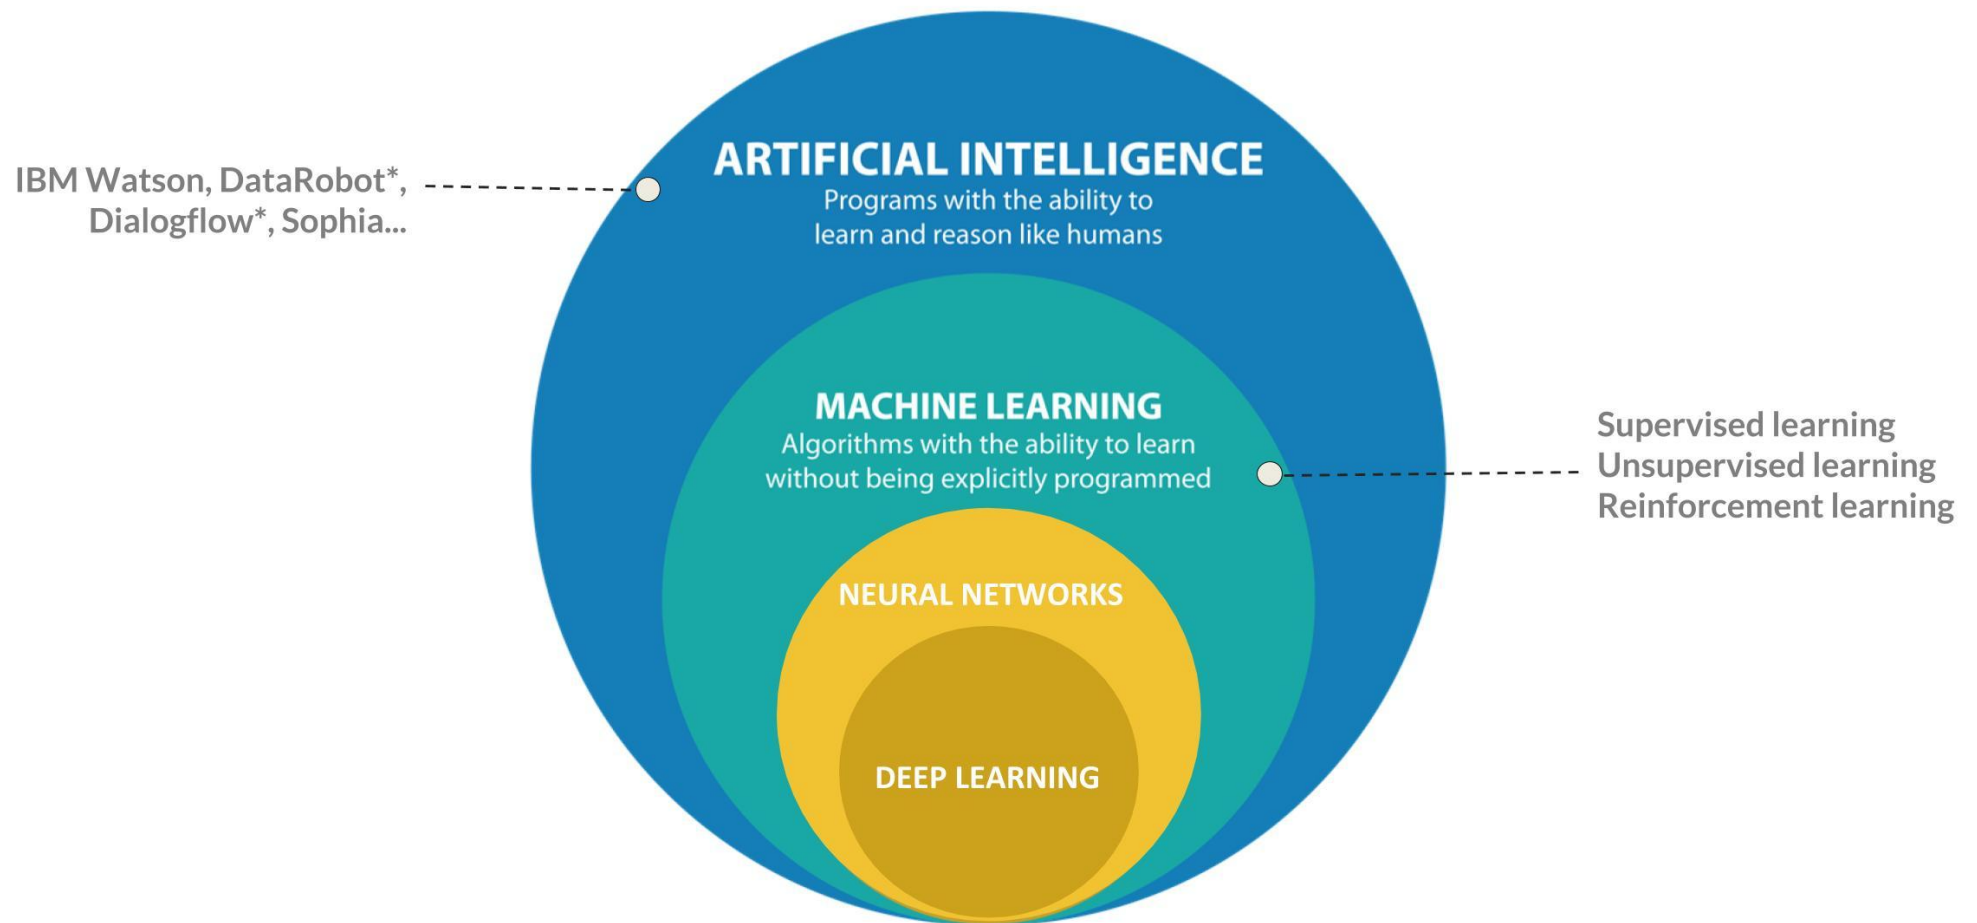 IBM Watson, DataRobot*,
Dialogflow*, Sophia...
ARTIFICIAL INTELLIGENCE
Programs with the ability to
learn and reason like humans
MACHINE LEARNING
Algorithms with the ability to learn
without being explicitly programmed
Supervised learning
Unsupervised learning
Reinforcement learning
NEURAL NETWORKS
DEEP LEARNING